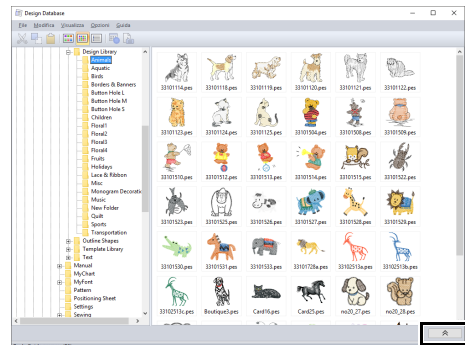 Design Database
File Modifica Visualizza Opzioni Guida
Design Library
Animals
Aquatic
Birds
Borders & Banners
Button Hole L
Button Hole M
Button Hole S
Children
Floral1
Floral2
Floral3
Floral4
Fruits
Holidays
Lace & Ribbon
Misc
Monogram Decorati
Music
New Folder
Quilt
Sports
Transportation
Outline Shapes
Template Library
Text
Manual
MyChart
MyFont
Pattern
Positioning Sheet
Settings
Sewing
33101114.pes 33101118.pes 33101119.pes 33101120.pes 33101121.pes 33101122.pes
33101123.pes 33101124.pes 33101125.pes 33101504.pes 33101508.pes 33101509.pes
33101510.pes 33101512.pes 33101513.pes 33101514.pes 33101515.pes 33101522.pes
33101523.pes 33101525.pes 33101526.pes 33101527.pes 33101528.pes 33101529.pes
33101530.pes 33101531.pes 33101533.pes 33101728a.pes 33102513a.pes 33102513b.pes
33102513c.pes Boutique3.pes Card16.pes Card25.pes no20_27.pes no20_28.pes